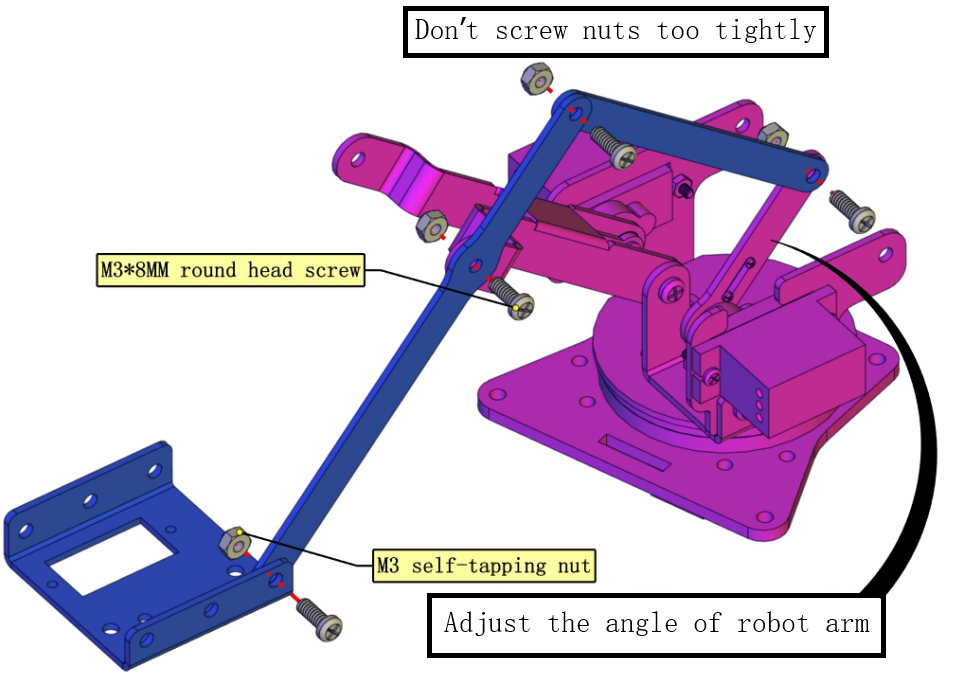 Don't screw nuts too tightly
M3*8MM round head screw
M3 self-tapping nut
Adjust the angle of robot arm